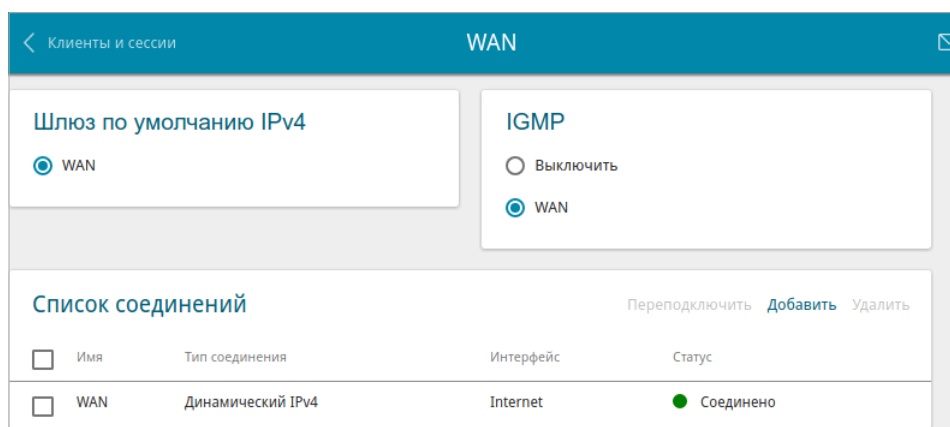 Клиенты и сессии
WAN
Шлюз по умолчанию IPv4
WAN
IGMP
Выключить
WAN
Список соединений
Переподключить Добавить Удалить
Имя Тип соединения Интерфейс Статус
WAN Динамический IPv4 Internet Соединено